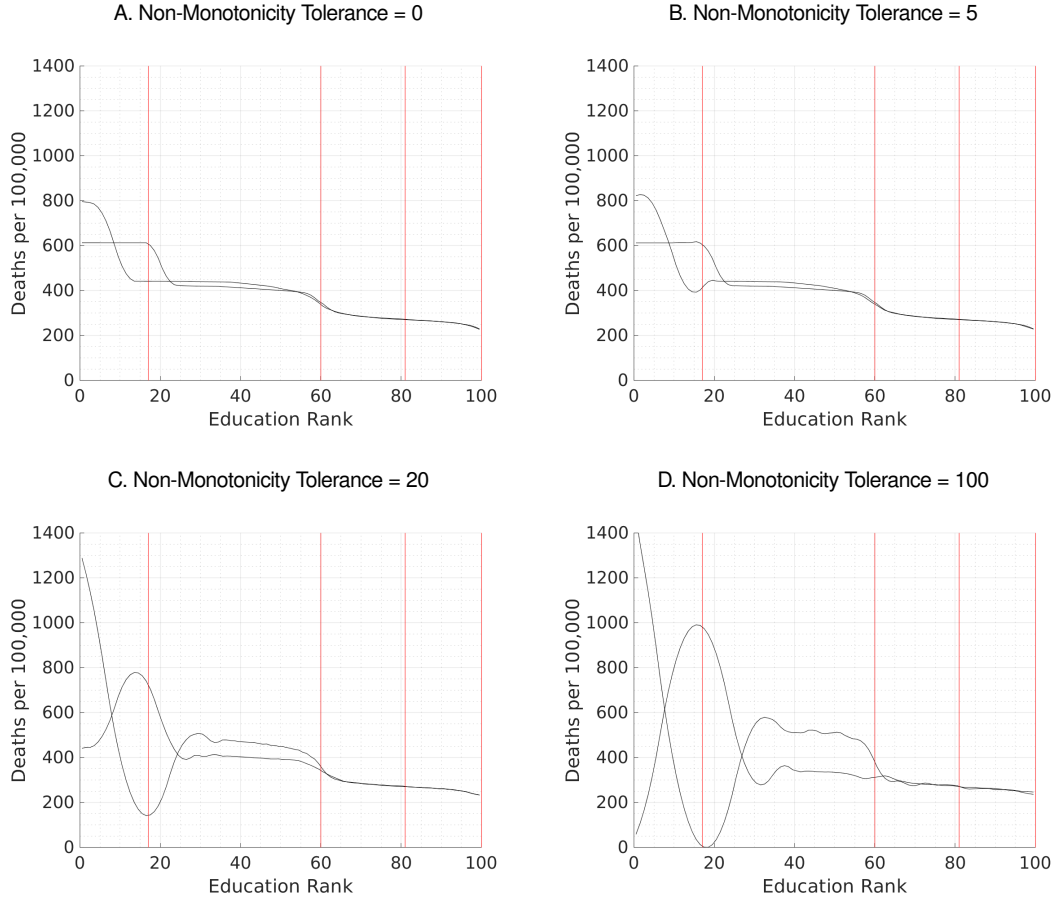 A. Non-Monotonicity Tolerance = 0
1400
1200
1000
800
600
400
200
0
0 20 40 60 80 100
Deaths per 100,000
Education Rank
B. Non-Monotonicity Tolerance = 5
1400
1200
1000
800
600
400
200
0
0 20 40 60 80 100
Deaths per 100,000
Education Rank
C. Non-Monotonicity Tolerance = 20
1400
1200
1000
800
600
400
200
0
0 20 40 60 80 100
Deaths per 100,000
Education Rank
D. Non-Monotonicity Tolerance = 100
1400
1200
1000
800
600
400
200
0
0 20 40 60 80 100
Deaths per 100,000
Education Rank